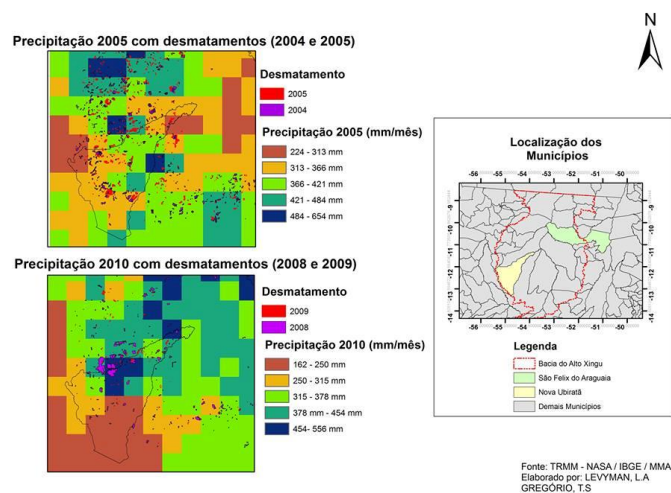 N
Precipitação 2005 com desmatamentos (2004 e 2005)
Desmatamento
2005
2004
Precipitação 2005 (mm/mês)
224 - 313 mm
313 - 366 mm
366 - 421 mm
421 - 484 mm
484 - 654 mm
Precipitação 2010 com desmatamentos (2008 e 2009)
Desmatamento
2009
2008
Precipitação 2010 (mm/mês)
162 - 250 mm
250 - 315 mm
315 - 378 mm
378 mm - 454 mm
454- 556 mm
Localização dos
Municípios
-56 -55 -54 -53 -52 -51 -50
-9 -9
-10 -10
-11 -11
-12 -12
-13 -13
-14 -14
-56 -55 -54 -53 -52 -51 -50
Legenda
Bacia do Alto Xingu
São Felix do Araguaia
Nova Ubiratã
Demais Municípios
Fonte: TRMM - NASA / IBGE / MMA
Elaborado por: LEVYMAN, L.A
GREGÓRIO, T.S